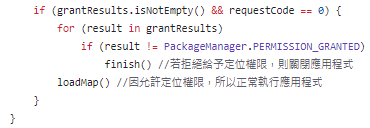 if (grantResults.isNotEmpty() && requestCode == 0) {
for (result in grantResults)
if (result != PackageManager.PERMISSION_GRANTED)
finish() //若拒絕給予定位權限，則關閉應用程式
loadMap() //因允許定位權限，所以正常執行應用程式
}
}